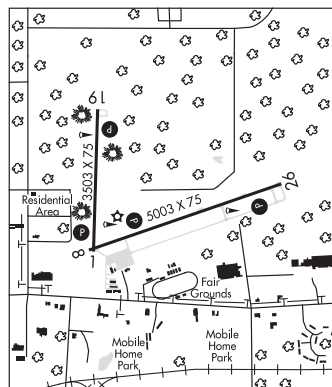 19
P
3503 X 75
26
P
5003 X 75
Residential
Area
P
P
8
1
Fair
Grounds
Mobile
Home
Park
Mobile
Home
Park